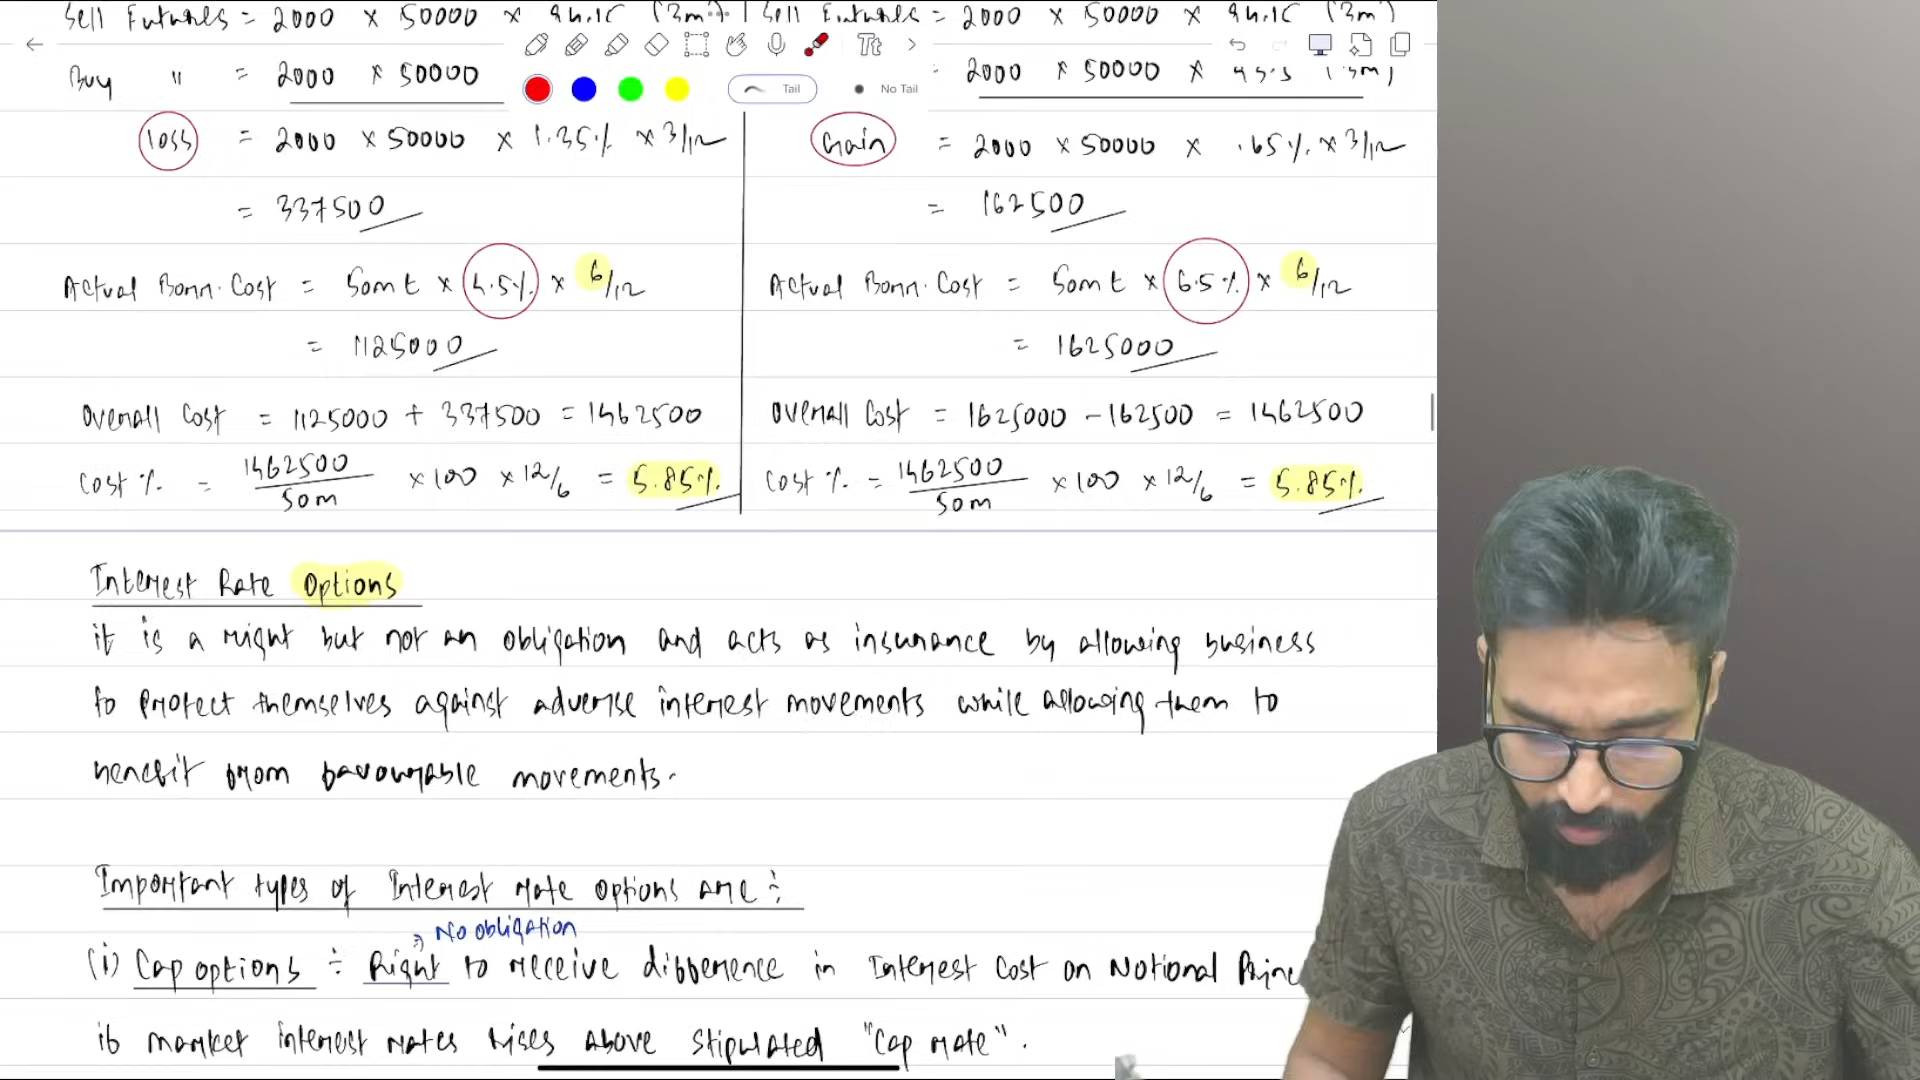 Sell Futures = 2000 × 50000 × 94.15 (3m)
Buy " = 2000 × 50000
loss = 2000 × 50000 × 1.35% × 3/12
= 337500
Actual Borr. Cost = 50mt × 4.5% × 6/12
= 1125000
Overall Cost = 1125000 + 337500 = 1462500
Cost % = 1462500/50m × 100 × 12/6 = 5.85%
Sell Futures = 2000 × 50000 × 94.15 (3m)
= 2000 × 50000 ×
Gain = 2000 × 50000 × .65% × 3/12
= 162500
Actual Borr. Cost = 50mt × 6.5% × 6/12
= 1625000
Overall Cost = 1625000 - 162500 = 1462500
Cost % = 1462500/50m × 100 × 12/6 = 5.85%
Tt
Tail
No Tail
Interest Rate Options
it is a right but not an obligation and acts as insurance by allowing business
to protect themselves against adverse interest movements while allowing them to
benefit from favourable movements.
Important types of Interest rate options are ÷
⇒ No obligation
(i) Cap options ÷ Right to receive difference in Interest Cost on Notional Princ
if market interest rates rises above stipulated "Cap rate".